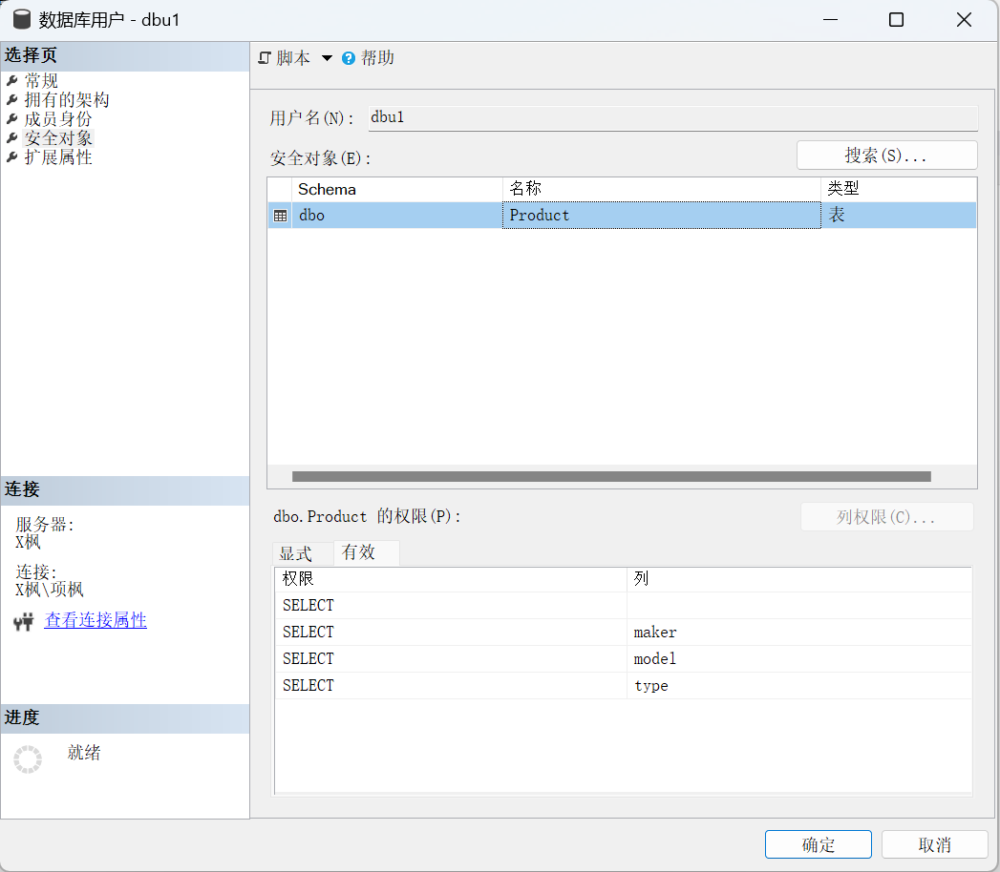 数据库用户 - dbu1
选择页
常规
拥有的架构
成员身份
安全对象
扩展属性
脚本 帮助
用户名(N): dbu1
安全对象(E): 搜索(S)...
Schema 名称 类型
dbo Product 表
连接
服务器:
X枫
连接:
X枫\项枫
查看连接属性
dbo.Product 的权限(P): 列权限(C)...
显式 有效
权限 列
SELECT
SELECT maker
SELECT model
SELECT type
进度
就绪
确定 取消